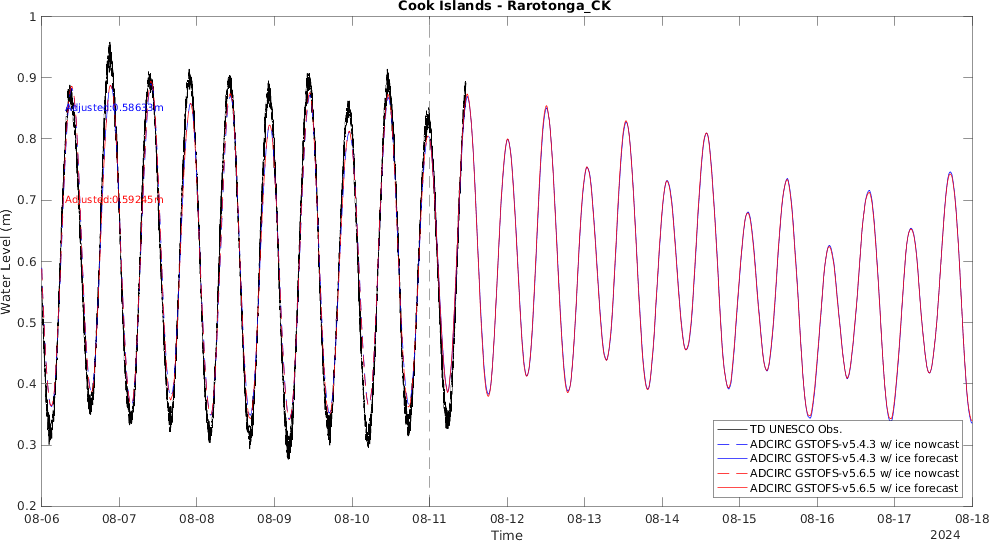 Cook Islands - Rarotonga_CK
Water Level (m)
1
0.9
0.8
0.7
0.6
0.5
0.4
0.3
0.2
Adjusted:0.58633m
Adjusted:0.59245m
TD UNESCO Obs.
ADCIRC GSTOFS-v5.4.3 w/ ice nowcast
ADCIRC GSTOFS-v5.4.3 w/ ice forecast
ADCIRC GSTOFS-v5.6.5 w/ ice nowcast
ADCIRC GSTOFS-v5.6.5 w/ ice forecast
08-06 08-07 08-08 08-09 08-10 08-11 08-12 08-13 08-14 08-15 08-16 08-17 08-18
Time
2024